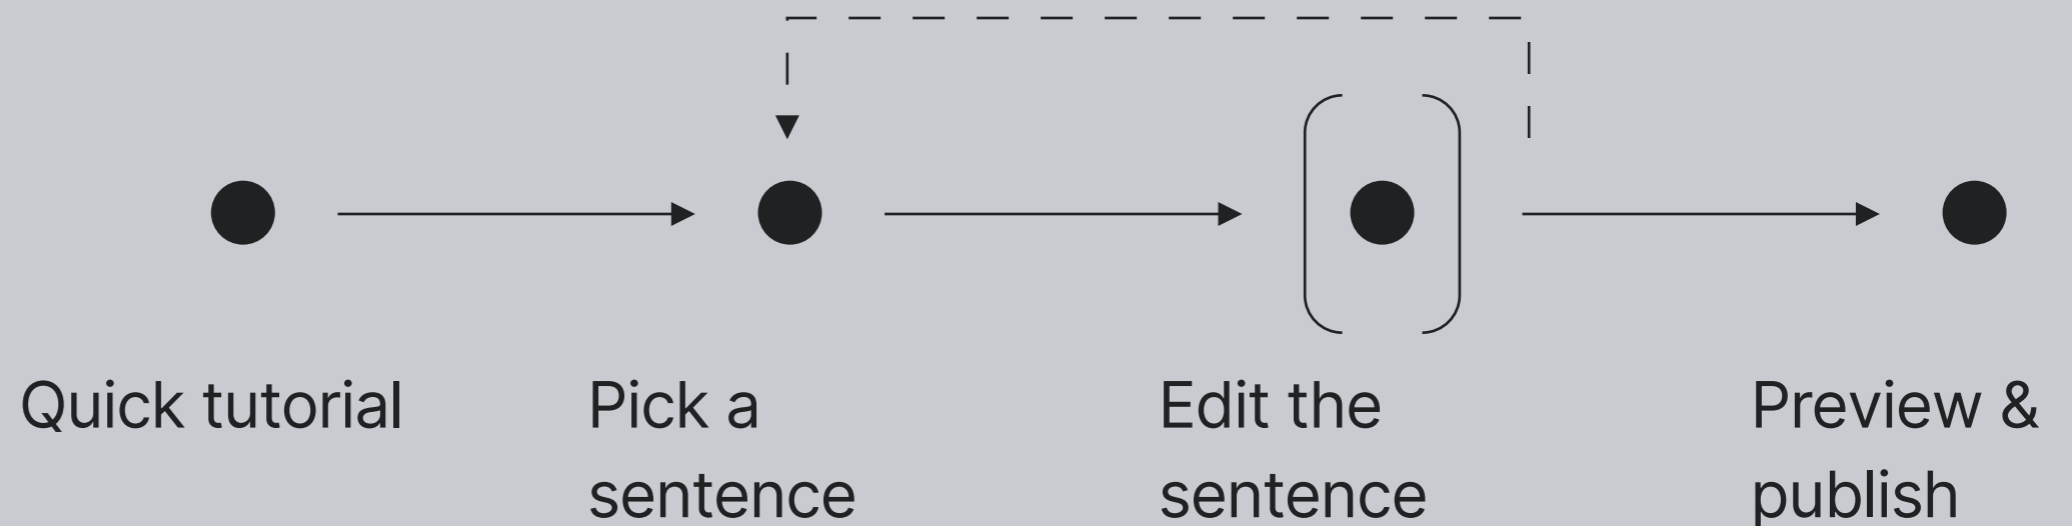 Quick tutorial
Pick a
sentence
Edit the
sentence
Preview &
publish